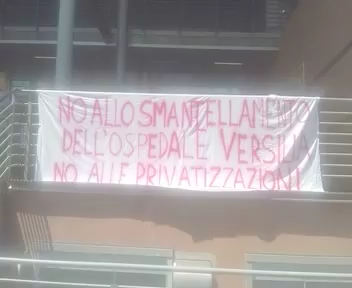 NO ALLO SMANTELLAMENTO
DELL'OSPEDALE VERSILIA
NO ALLE PRIVATIZZAZIONI